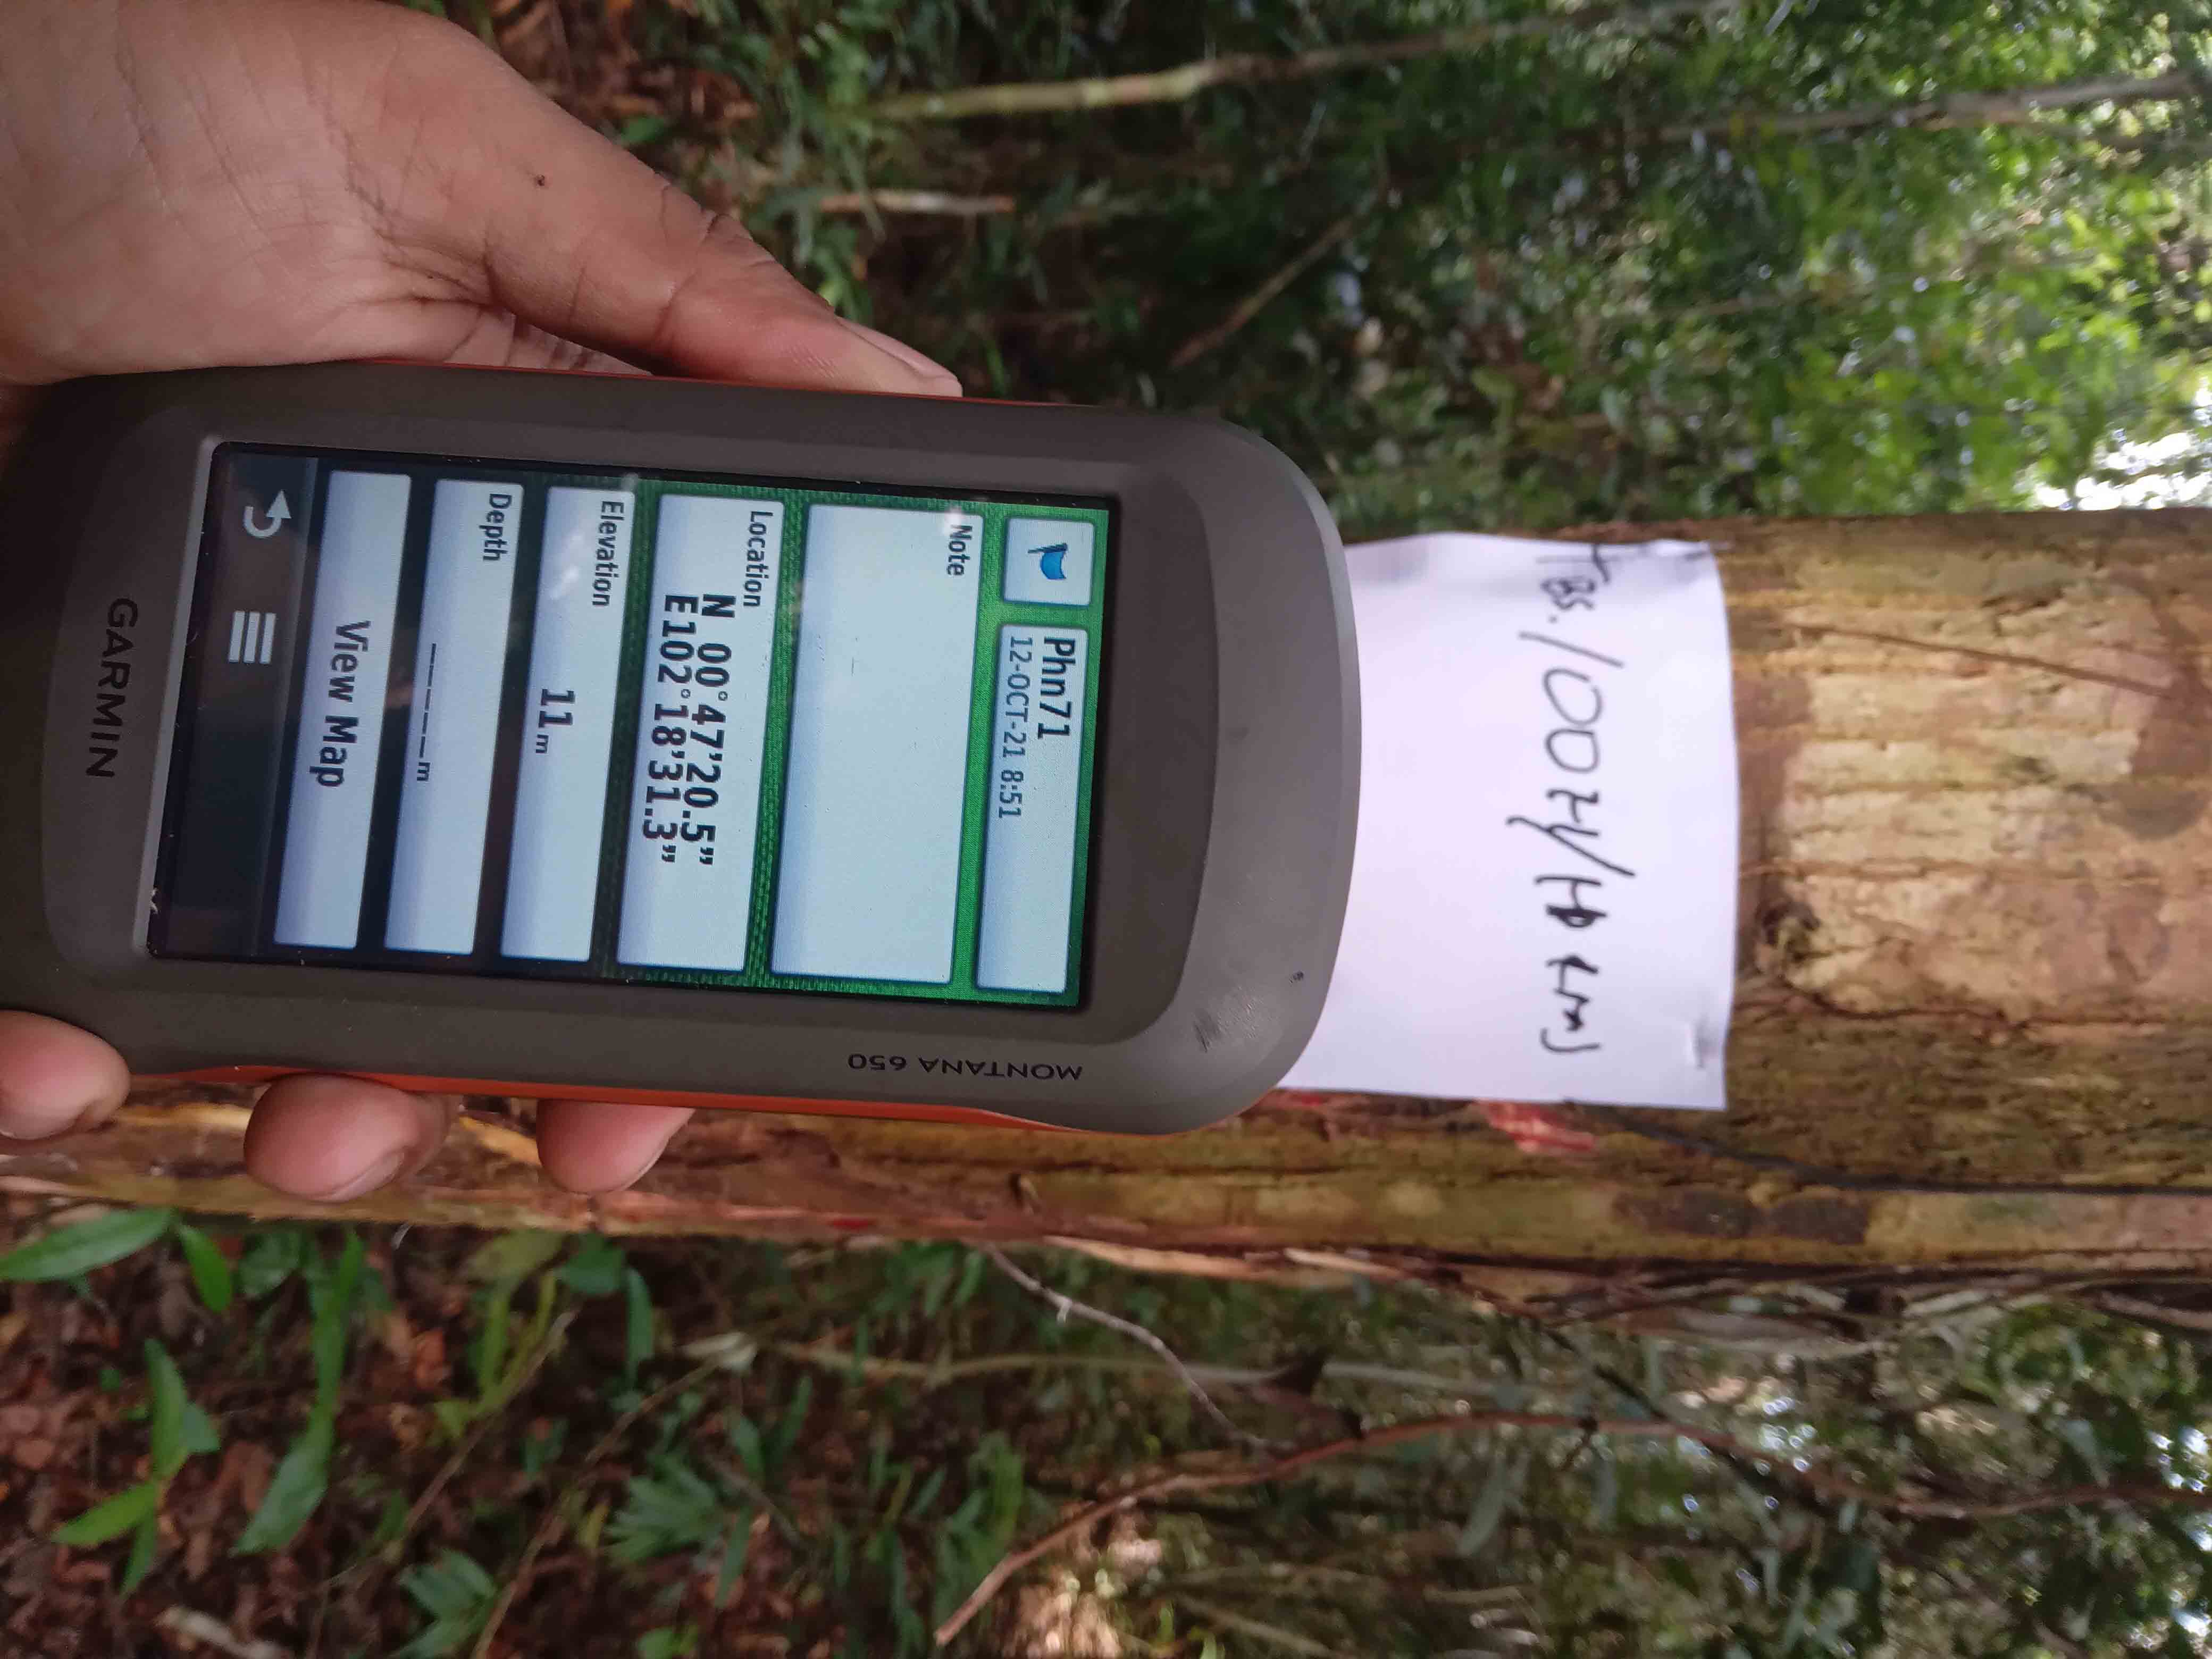 Phn71
12-OCT-21 8:51
Note
Location
N 00°47'20.5"
E102°18'31.3"
Elevation
11 m
Depth
_____m
View Map
GARMIN
MONTANA 650